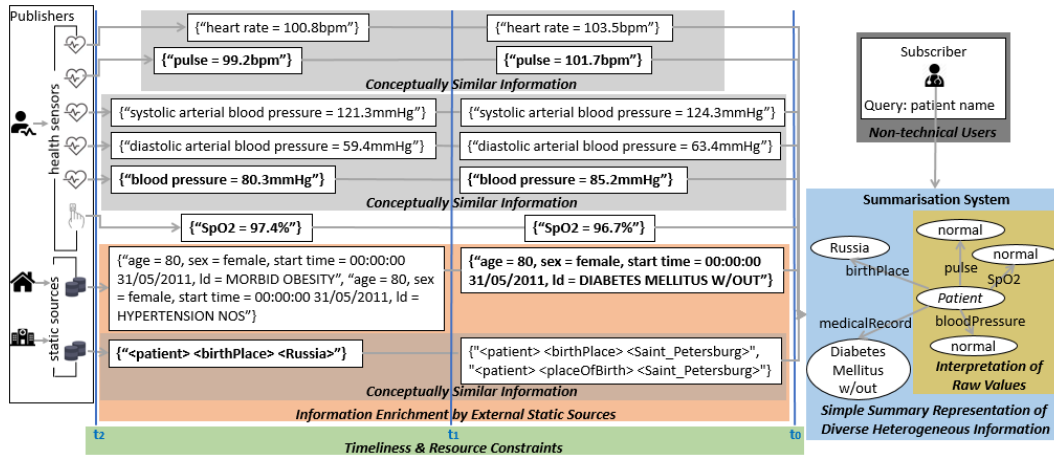 Publishers
health sensors
static sources
{“heart rate = 100.8bpm”}
{“heart rate = 103.5bpm”}
{“pulse = 99.2bpm”}
{“pulse = 101.7bpm”}
Conceptually Similar Information
{“systolic arterial blood pressure = 121.3mmHg”}
{“systolic arterial blood pressure = 124.3mmHg”}
{“diastolic arterial blood pressure = 59.4mmHg”}
{“diastolic arterial blood pressure = 63.4mmHg”}
{“blood pressure = 80.3mmHg”}
{“blood pressure = 85.2mmHg”}
Conceptually Similar Information
{“SpO2 = 97.4%”}
{“SpO2 = 96.7%”}
{“age = 80, sex = female, start time = 00:00:00
31/05/2011, ld = MORBID OBESITY”, “age = 80, sex
= female, start time = 00:00:00 31/05/2011, ld =
HYPERTENSION NOS”}
{“age = 80, sex = female, start time = 00:00:00
31/05/2011, ld = DIABETES MELLITUS W/OUT”}
{“<patient> <birthPlace> <Russia>”}
{"<patient> <birthPlace> <Saint_Petersburg>",
"<patient> <placeOfBirth> <Saint_Petersburg>"}
Conceptually Similar Information
Information Enrichment by External Static Sources
t2
t1
t0
Timeliness & Resource Constraints
Subscriber
Query: patient name
Non-technical Users
Summarisation System
normal
Russia
normal
birthPlace
pulse
SpO2
Patient
medicalRecord
bloodPressure
Diabetes
Mellitus
w/out
normal
Interpretation of
Raw Values
Simple Summary Representation of
Diverse Heterogeneous Information